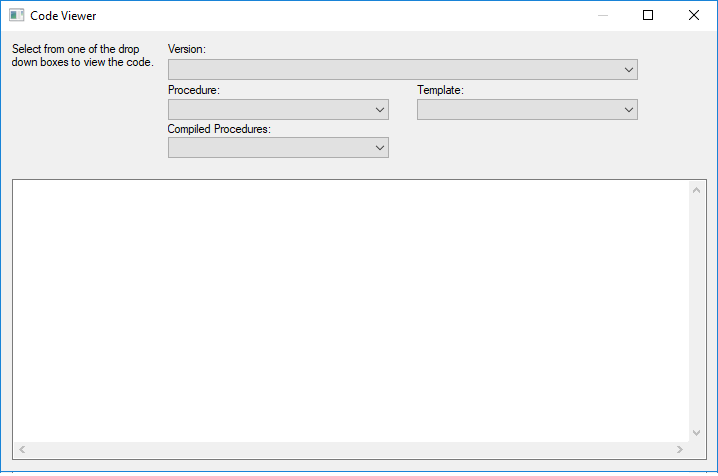 Code Viewer
Select from one of the drop
down boxes to view the code.
Version:
Procedure:
Template:
Compiled Procedures: